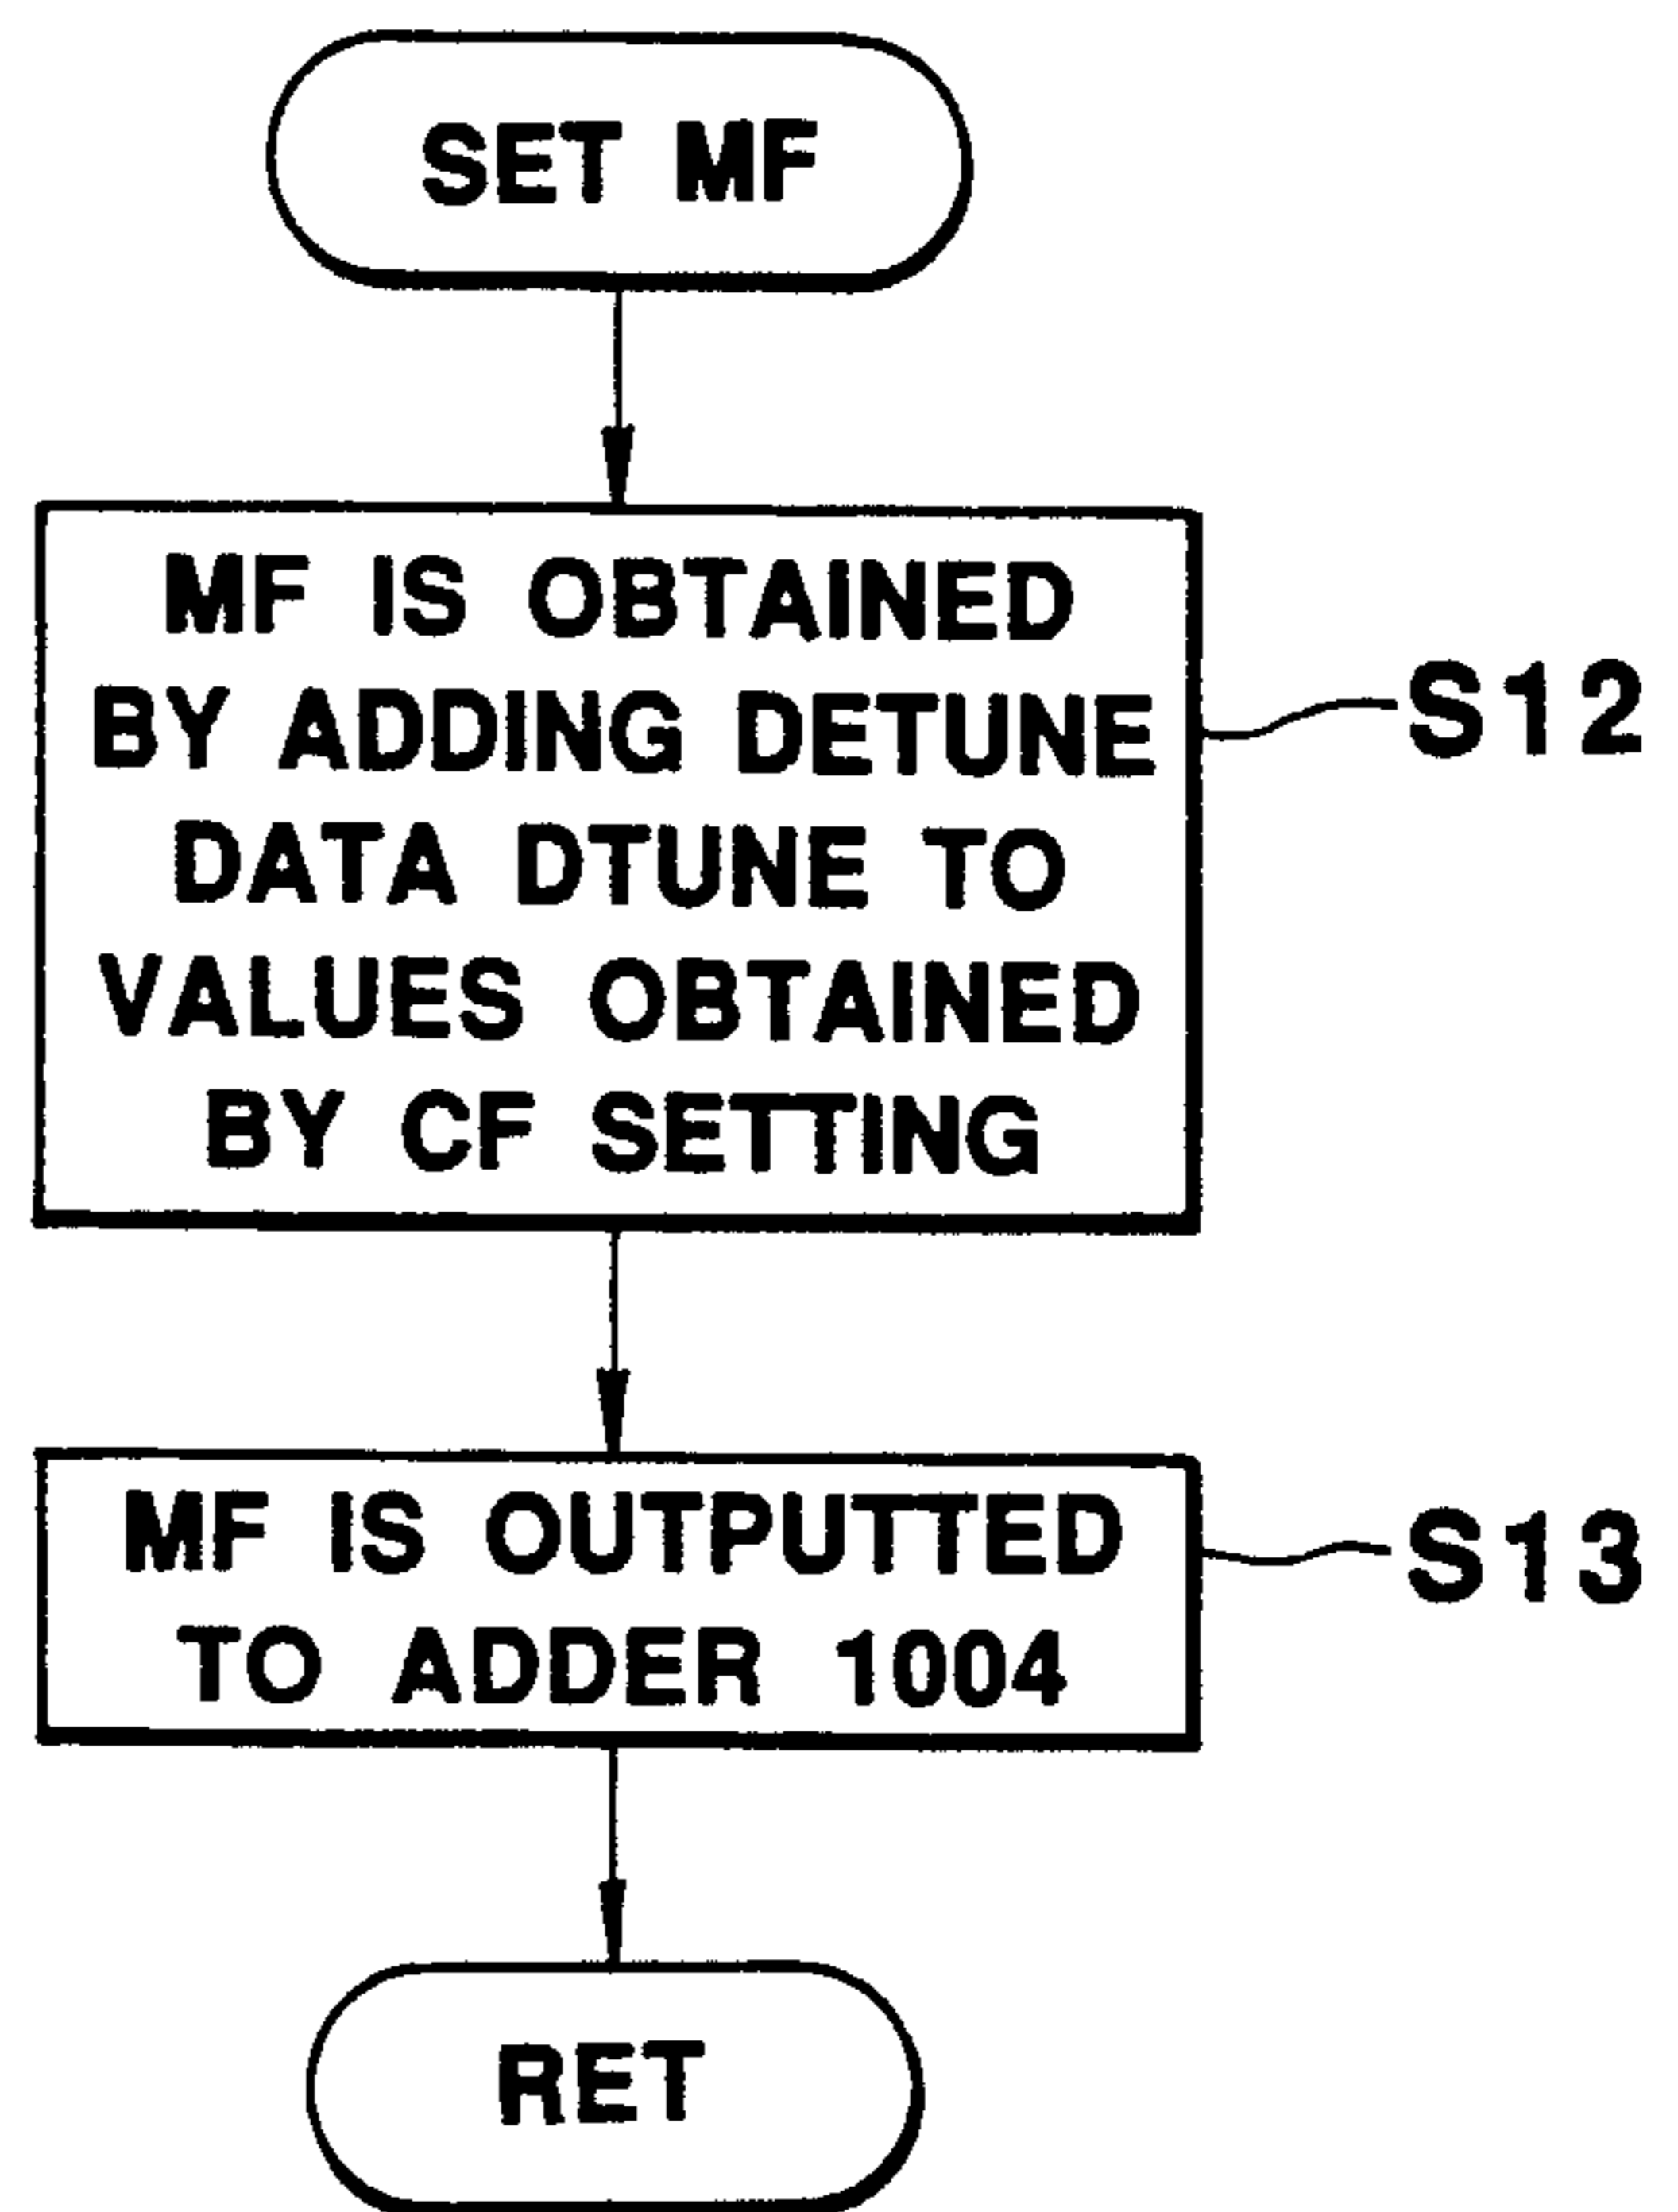 SET MF
MF IS OBTAINED
BY ADDING DETUNE
DATA DTUNE TO
VALUES OBTAINED
BY CF SETTING
S12
MF IS OUTPUTTED
TO ADDER 1004
S13
RET